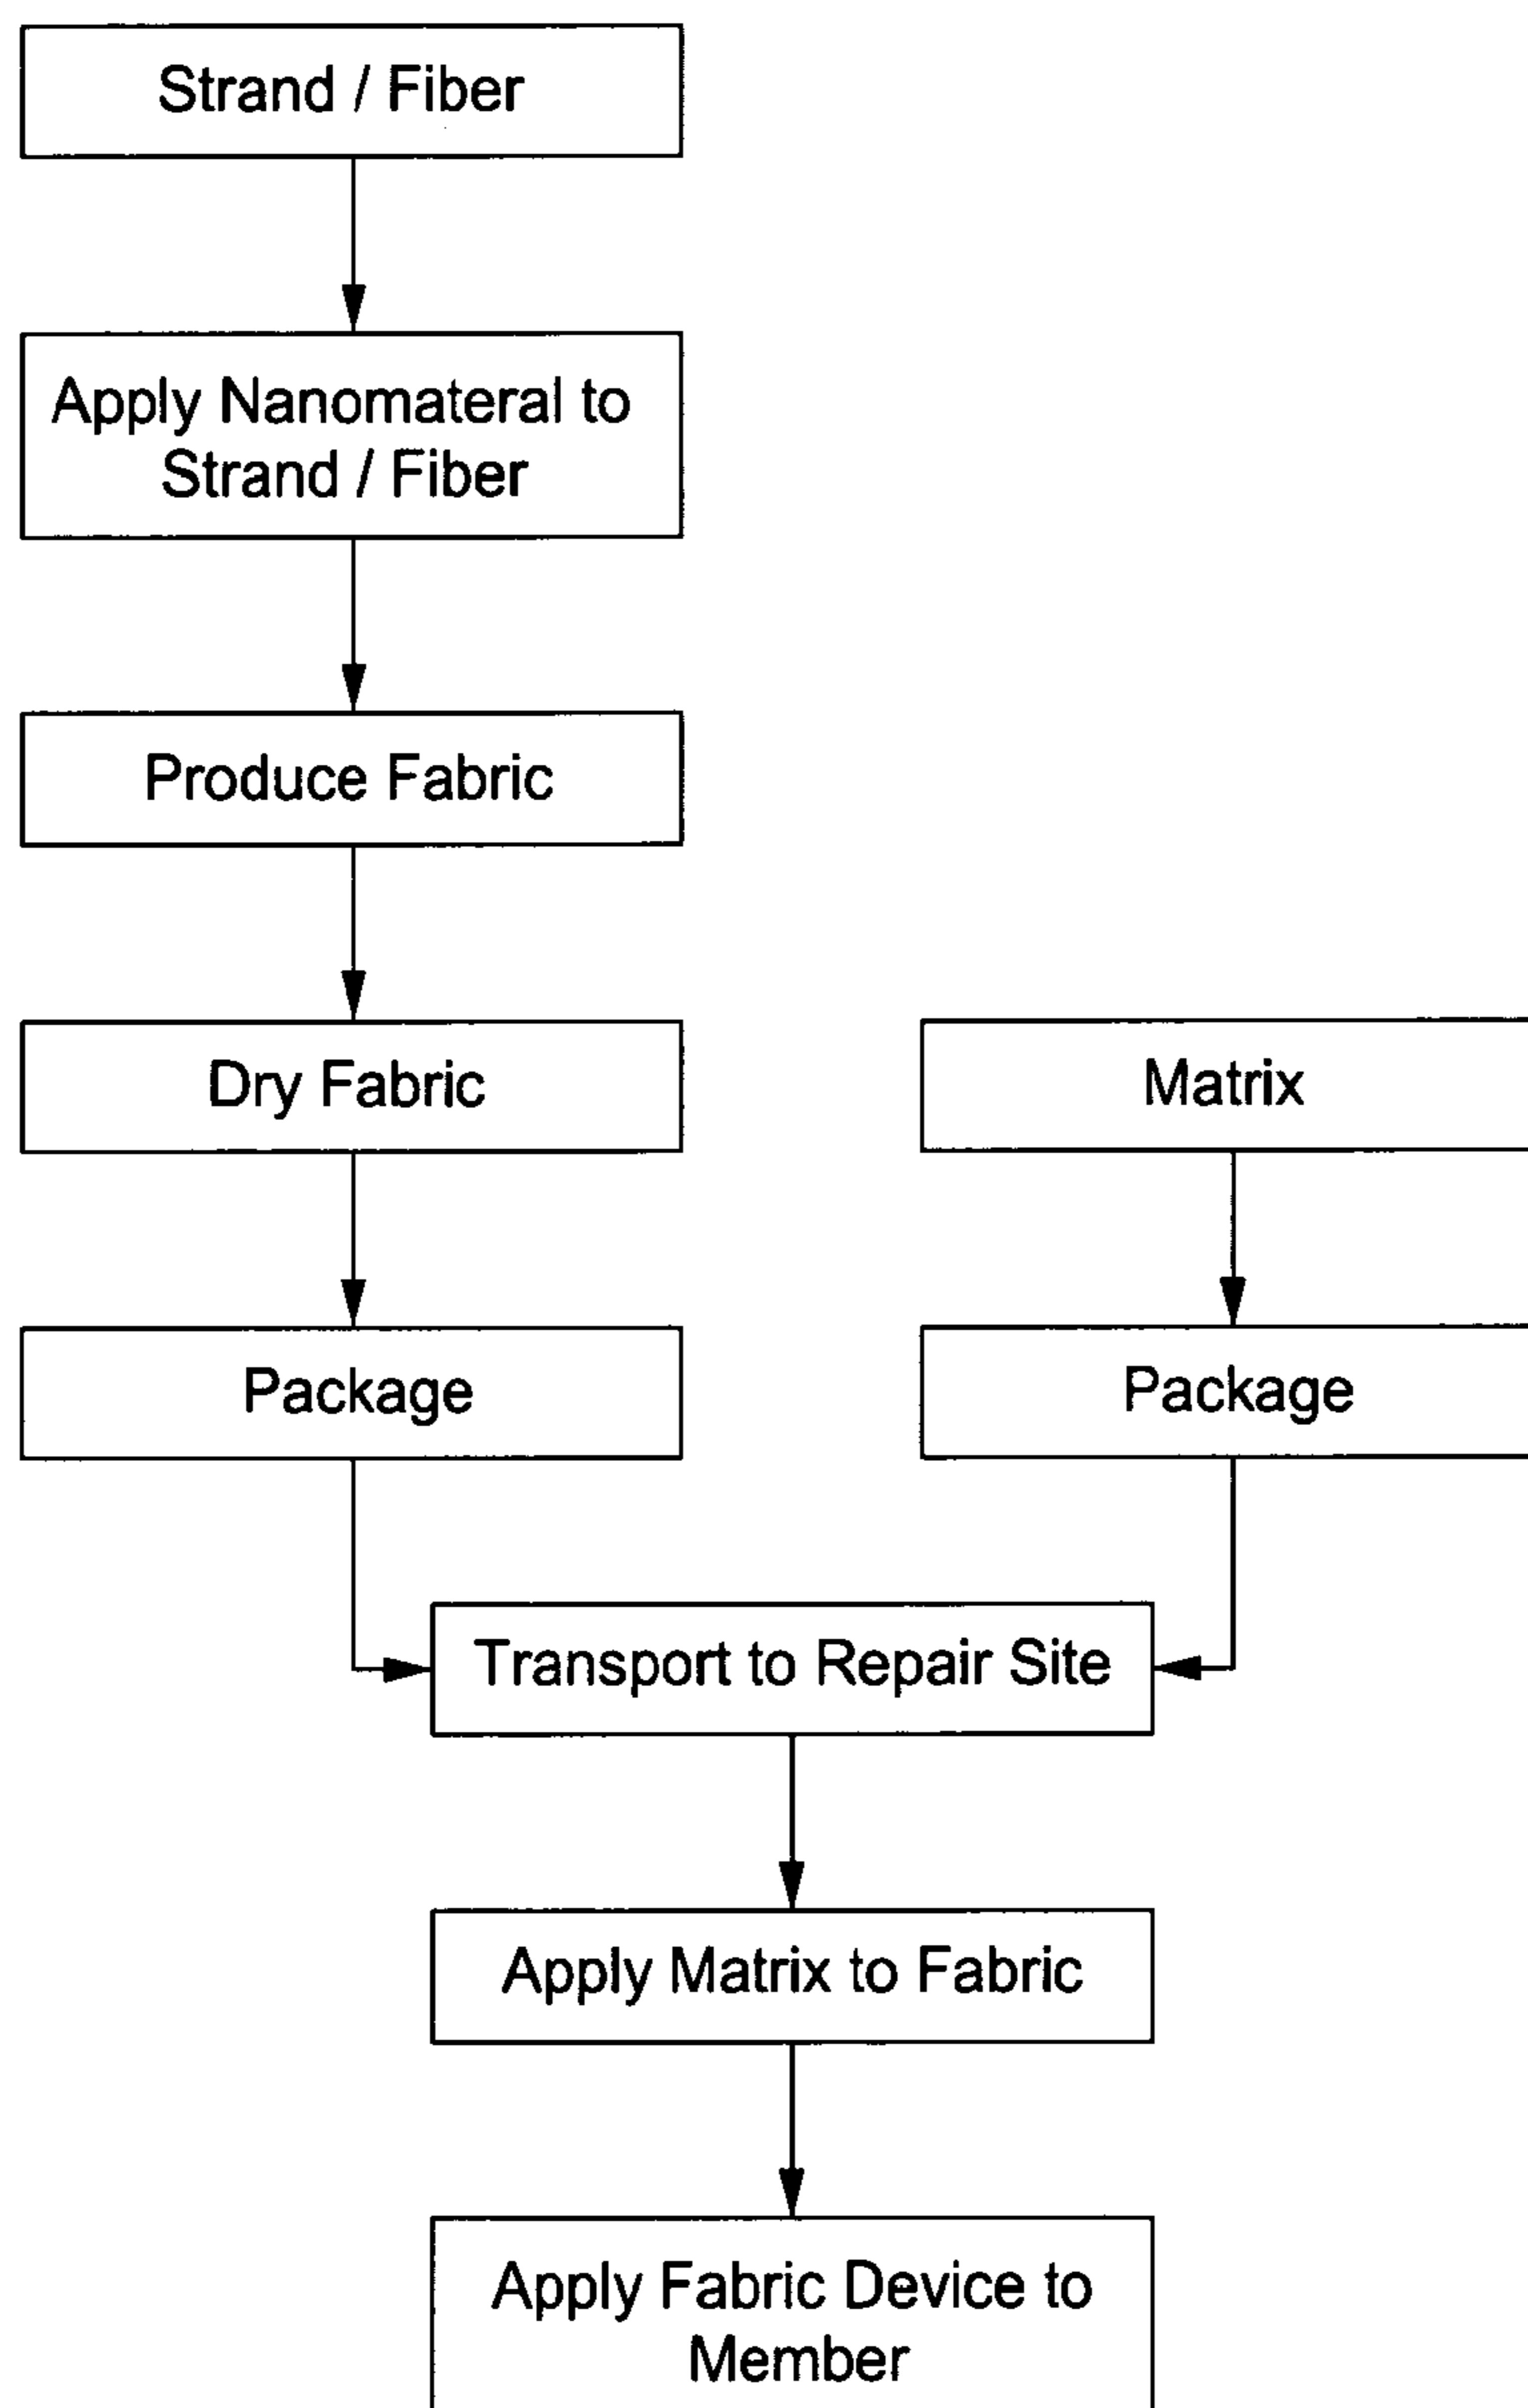 Strand / Fiber
Apply Nanomateral to
Strand / Fiber
Produce Fabric
Dry Fabric
Matrix
Package
Package
Transport to Repair Site
Apply Matrix to Fabric
Apply Fabric Device to
Member